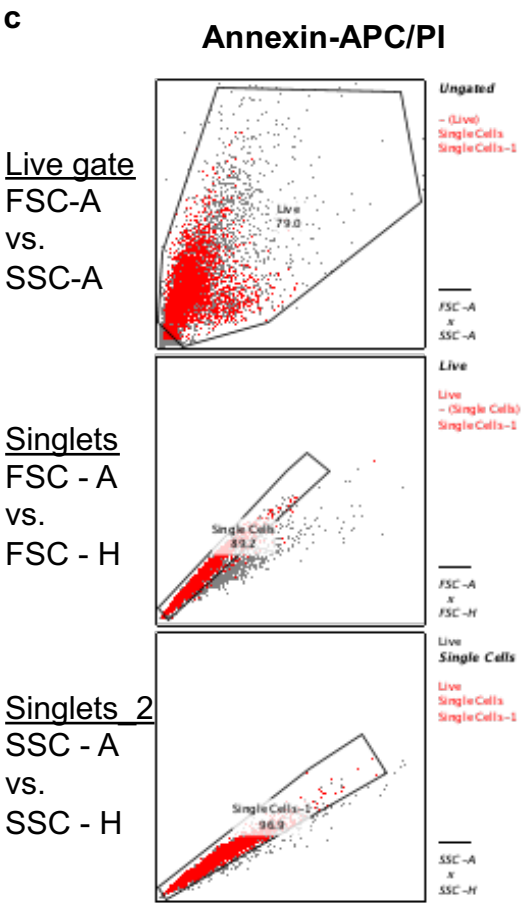 c
Annexin-APC/PI
Live gate
FSC-A
vs.
SSC-A
Live
79.0
Ungated
- (Live)
Single Cells
Single Cells-1
FSC-A
x
SSC-A
Singlets
FSC - A
vs.
FSC - H
Single Cells
89.2
Live
Live
- (Single Cells)
Single Cells-1
FSC-A
x
FSC-H
Singlets_2
SSC - A
vs.
SSC - H
Single Cells-1
96.9
Live
Single Cells
Live
Single Cells
Single Cells-1
SSC-A
x
SSC-H